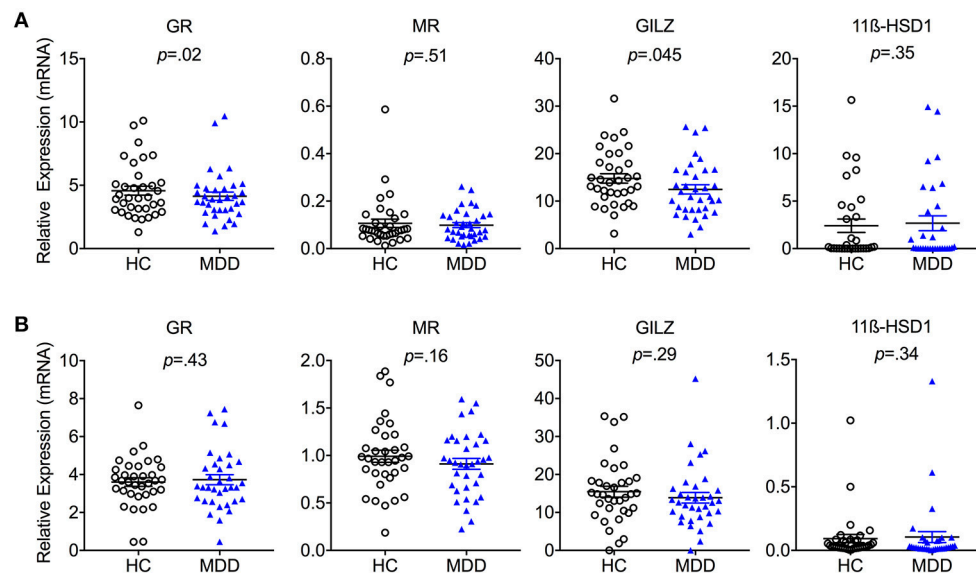 A
GR
MR
GILZ
11ß-HSD1
p=.02
p=.51
p=.045
p=.35
Relative Expression (mRNA)
15
10
5
0
0.8
0.6
0.4
0.2
0.0
40
30
20
10
0
20
15
10
5
0
HC MDD
HC MDD
HC MDD
HC MDD
B
GR
MR
GILZ
11ß-HSD1
p=.43
p=.16
p=.29
p=.34
Relative Expression (mRNA)
10
8
6
4
2
0
2.0
1.5
1.0
0.5
0.0
50
40
30
20
10
0
1.5
1.0
0.5
0.0
HC MDD
HC MDD
HC MDD
HC MDD